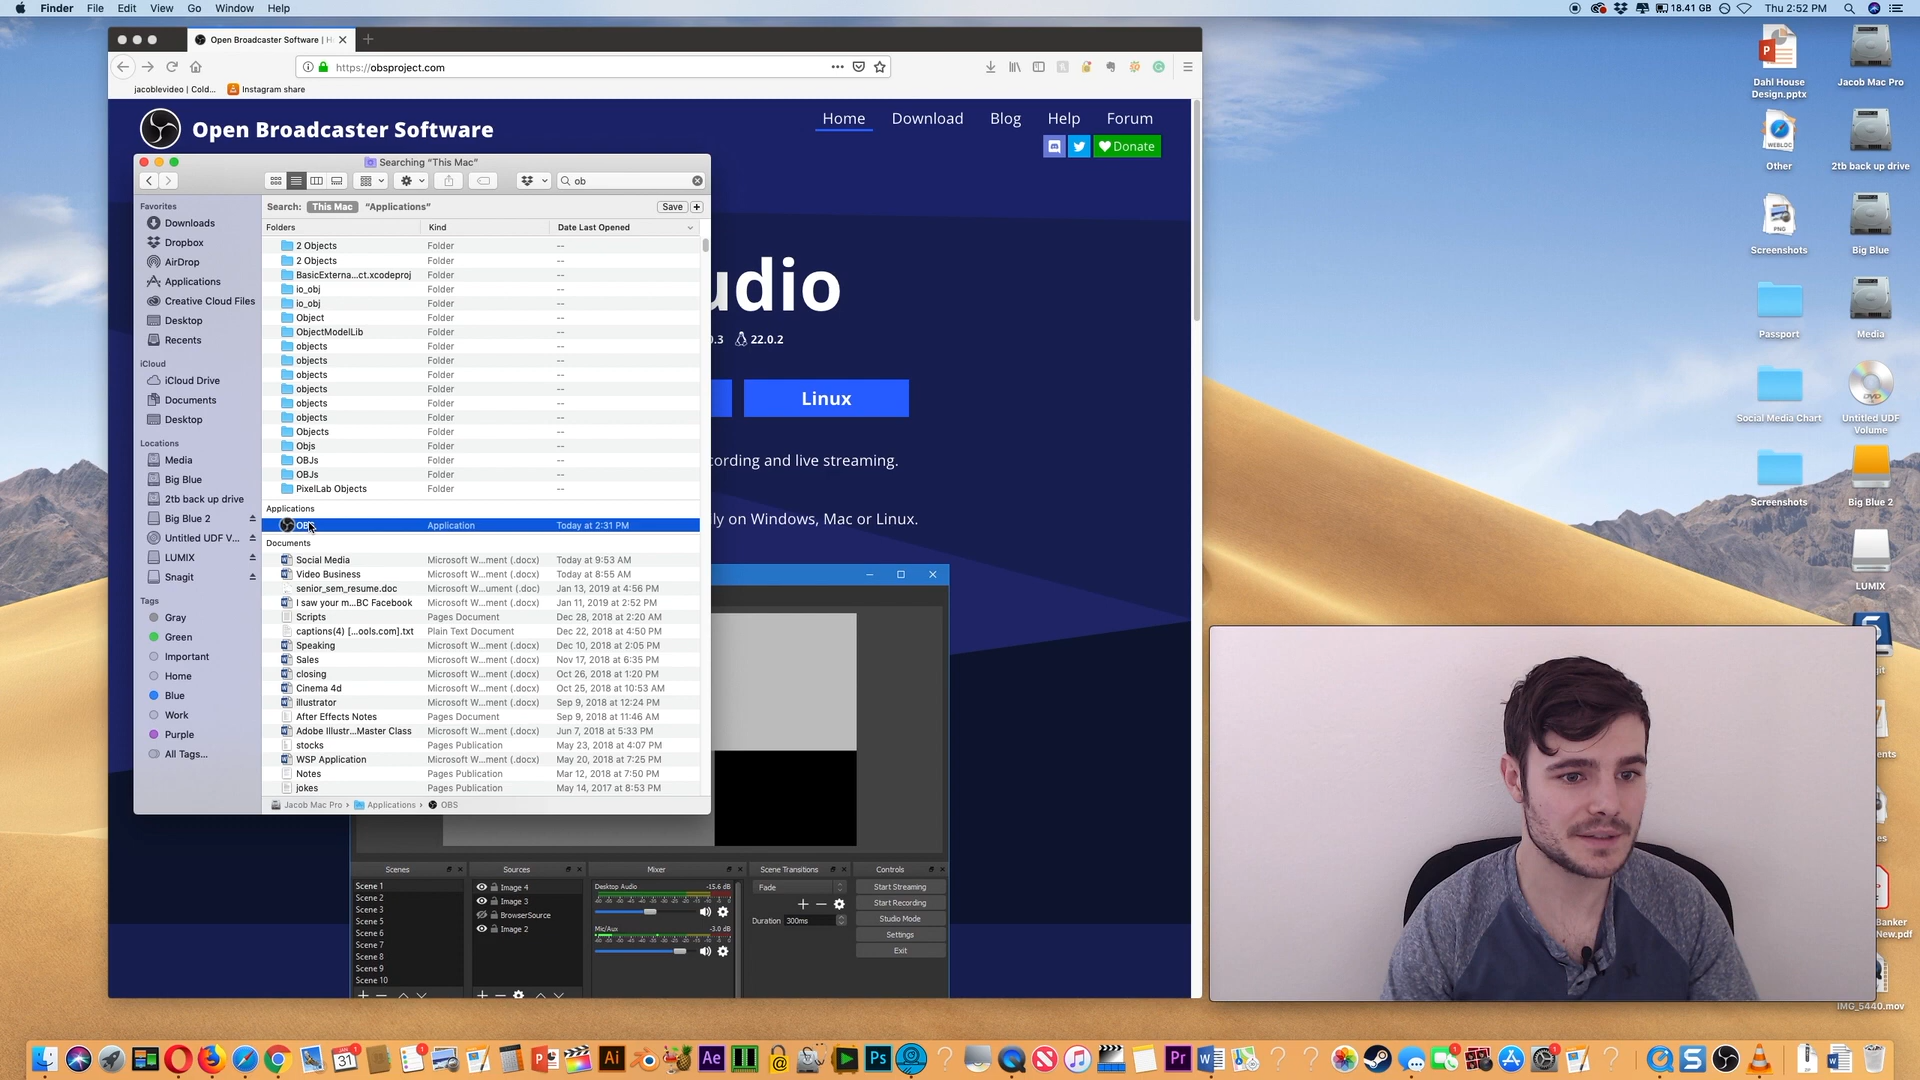 Finder File Edit View Go Window Help
18.41 GB Thu 2:52 PM
Open Broadcaster Software | H
https://obsproject.com
jacoblevideo | Cold... Instagram share
Open Broadcaster Software
Home Download Blog Help Forum
Donate
Searching “This Mac”
ob
Search: This Mac “Applications” Save +
Folders Kind Date Last Opened
2 Objects Folder --
2 Objects Folder --
BasicExterna...ct.xcodeproj Folder --
io_obj Folder --
io_obj Folder --
Object Folder --
ObjectModelLib Folder --
objects Folder --
objects Folder --
objects Folder --
objects Folder --
objects Folder --
objects Folder --
Objects Folder --
Objs Folder --
OBJs Folder --
OBJs Folder --
PixelLab Objects Folder --
Applications
OBS Application Today at 2:31 PM
Documents
Social Media Microsoft W...ment (.docx) Today at 9:53 AM
Video Business Microsoft W...ment (.docx) Today at 8:55 AM
senior_sem_resume.doc Microsoft W...ument (.doc) Jan 13, 2019 at 4:56 PM
I saw your m...BC Facebook Microsoft W...ment (.docx) Jan 11, 2019 at 2:52 PM
Scripts Pages Document Dec 28, 2018 at 2:20 AM
captions(4) [...ools.com].txt Plain Text Document Dec 22, 2018 at 4:50 PM
Speaking Microsoft W...ment (.docx) Dec 10, 2018 at 2:05 PM
Sales Microsoft W...ment (.docx) Nov 17, 2018 at 6:35 PM
closing Microsoft W...ment (.docx) Oct 26, 2018 at 1:20 PM
Cinema 4d Microsoft W...ment (.docx) Oct 25, 2018 at 10:53 AM
illustrator Microsoft W...ment (.docx) Sep 9, 2018 at 12:24 PM
After Effects Notes Pages Document Sep 9, 2018 at 11:46 AM
Adobe Illustr...Master Class Microsoft W...ment (.docx) Jun 7, 2018 at 5:33 PM
stocks Pages Publication May 23, 2018 at 4:07 PM
WSP Application Microsoft W...ment (.docx) May 20, 2018 at 7:25 PM
Notes Pages Publication Mar 12, 2018 at 7:50 PM
jokes Pages Publication May 14, 2017 at 8:53 PM
Jacob Mac Pro › Applications › OBS
Favorites
Downloads
Dropbox
AirDrop
Applications
Creative Cloud Files
Desktop
Recents
iCloud
iCloud Drive
Documents
Desktop
Locations
Media
Big Blue
2tb back up drive
Big Blue 2
Untitled UDF V...
LUMIX
Snagit
Tags
Gray
Green
Important
Home
Blue
Work
Purple
All Tags...
udio
.3 22.0.2
Linux
cording and live streaming.
ly on Windows, Mac or Linux.
Scenes Sources Mixer Scene Transitions Controls
Scene 1
Scene 2
Scene 3
Scene 5
Scene 6
Scene 7
Scene 8
Scene 9
Scene 10
Image 4
Image 3
BrowserSource
Image 2
Desktop Audio -15.6 dB
Mic/Aux -3.0 dB
Fade
Duration 300ms
Start Streaming
Start Recording
Studio Mode
Settings
Exit
Dahl House
Design.pptx
Jacob Mac Pro
WEBLOC
Other
2tb back up drive
PNG
Screenshots
Big Blue
Passport
Media
Social Media Chart
Untitled UDF
Volume
Screenshots
Big Blue 2
LUMIX
git
ents
es
Banker
New.pdf
IMG_5440.mov
JAN
31
Ai
Ae
Ps
Pr